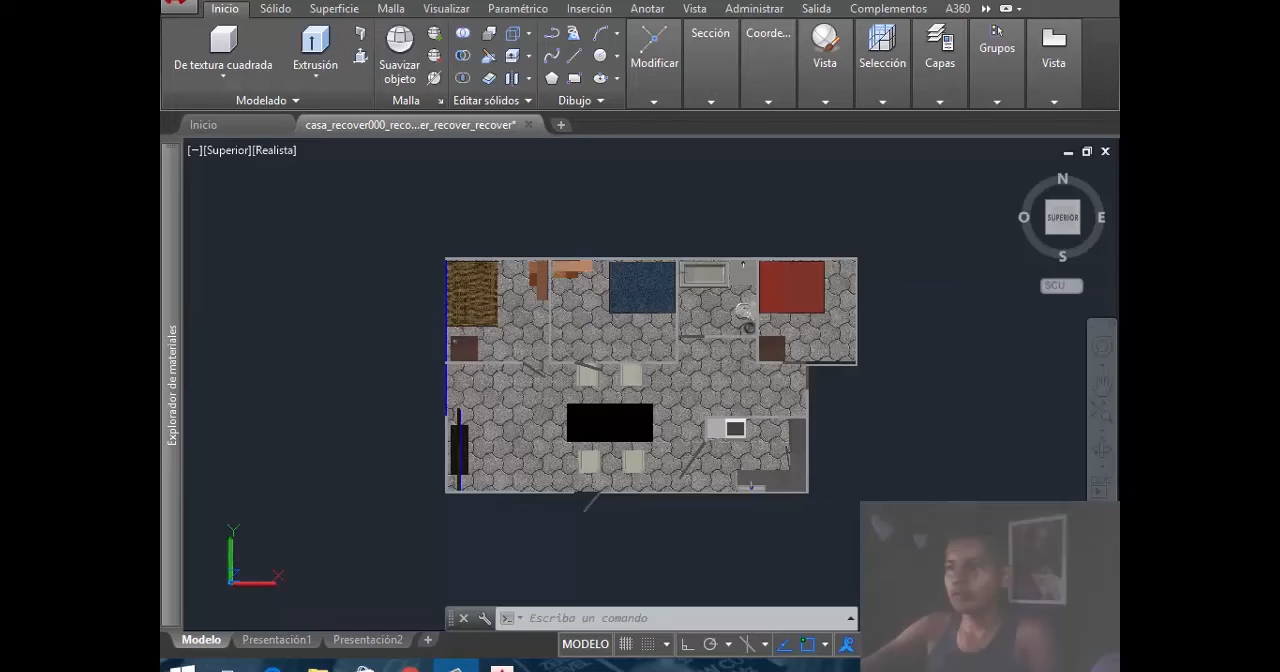 Inicio Sólido Superficie Malla Visualizar Paramétrico Inserción Anotar Vista Administrar Salida Complementos A360
De textura cuadrada
Extrusión
Suavizar objeto
Modificar
Sección
Coorde...
Vista
Selección
Capas
Grupos
Vista
Modelado
Malla
Editar sólidos
Dibujo
Inicio
casa_recover000_reco...er_recover_recover*
[−][Superior][Realista]
N
O
SUPERIOR
E
S
SCU
Explorador de materiales
Y
X
Z
Escriba un comando
Modelo
Presentación1
Presentación2
MODELO